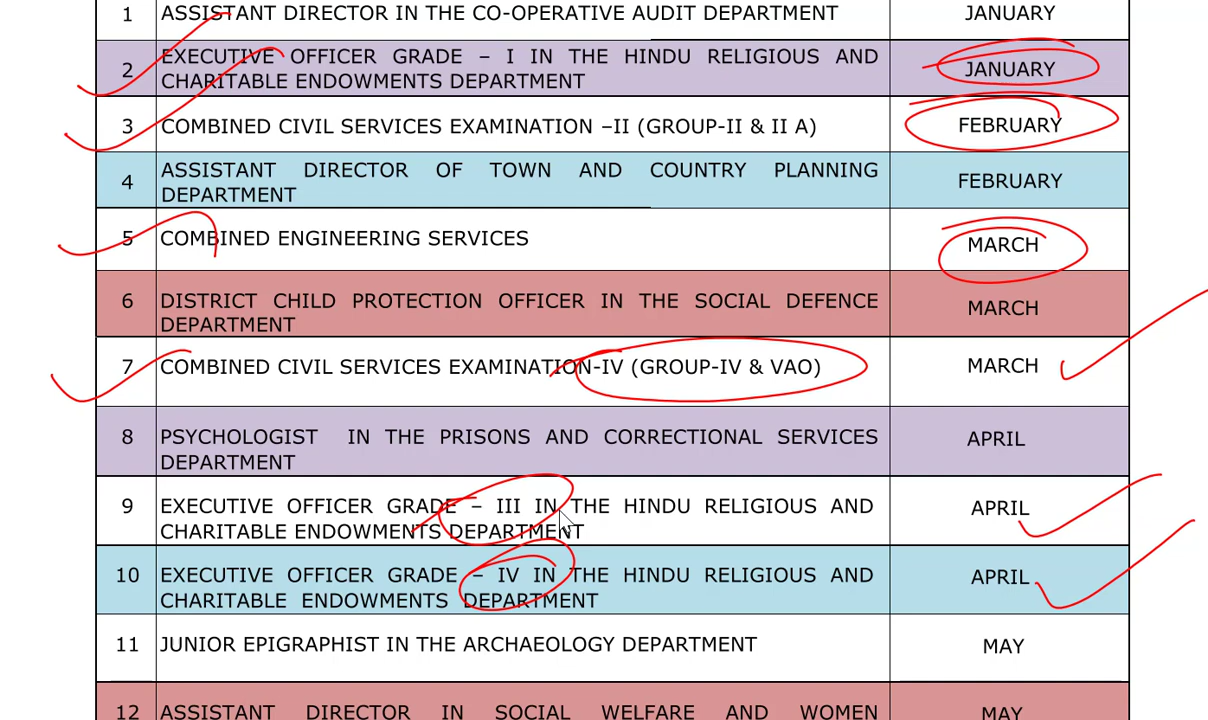 1 ASSISTANT DIRECTOR IN THE CO-OPERATIVE AUDIT DEPARTMENT JANUARY
2 EXECUTIVE OFFICER GRADE – I IN THE HINDU RELIGIOUS AND
CHARITABLE ENDOWMENTS DEPARTMENT JANUARY
3 COMBINED CIVIL SERVICES EXAMINATION –II (GROUP-II & II A) FEBRUARY
4 ASSISTANT DIRECTOR OF TOWN AND COUNTRY PLANNING
DEPARTMENT FEBRUARY
5 COMBINED ENGINEERING SERVICES MARCH
6 DISTRICT CHILD PROTECTION OFFICER IN THE SOCIAL DEFENCE
DEPARTMENT MARCH
7 COMBINED CIVIL SERVICES EXAMINATION-IV (GROUP-IV & VAO) MARCH
8 PSYCHOLOGIST IN THE PRISONS AND CORRECTIONAL SERVICES
DEPARTMENT APRIL
9 EXECUTIVE OFFICER GRADE – III IN THE HINDU RELIGIOUS AND
CHARITABLE ENDOWMENTS DEPARTMENT APRIL
10 EXECUTIVE OFFICER GRADE – IV IN THE HINDU RELIGIOUS AND
CHARITABLE ENDOWMENTS DEPARTMENT APRIL
11 JUNIOR EPIGRAPHIST IN THE ARCHAEOLOGY DEPARTMENT MAY
12 ASSISTANT DIRECTOR IN SOCIAL WELFARE AND WOMEN MAY